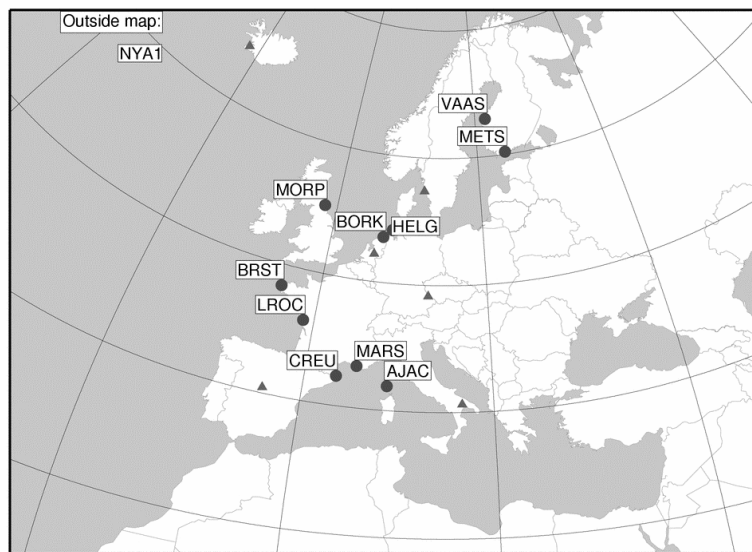 Outside map:
NYA1
VAAS
METS
MORP
BORK
HELG
BRST
LROC
CREU
MARS
AJAC